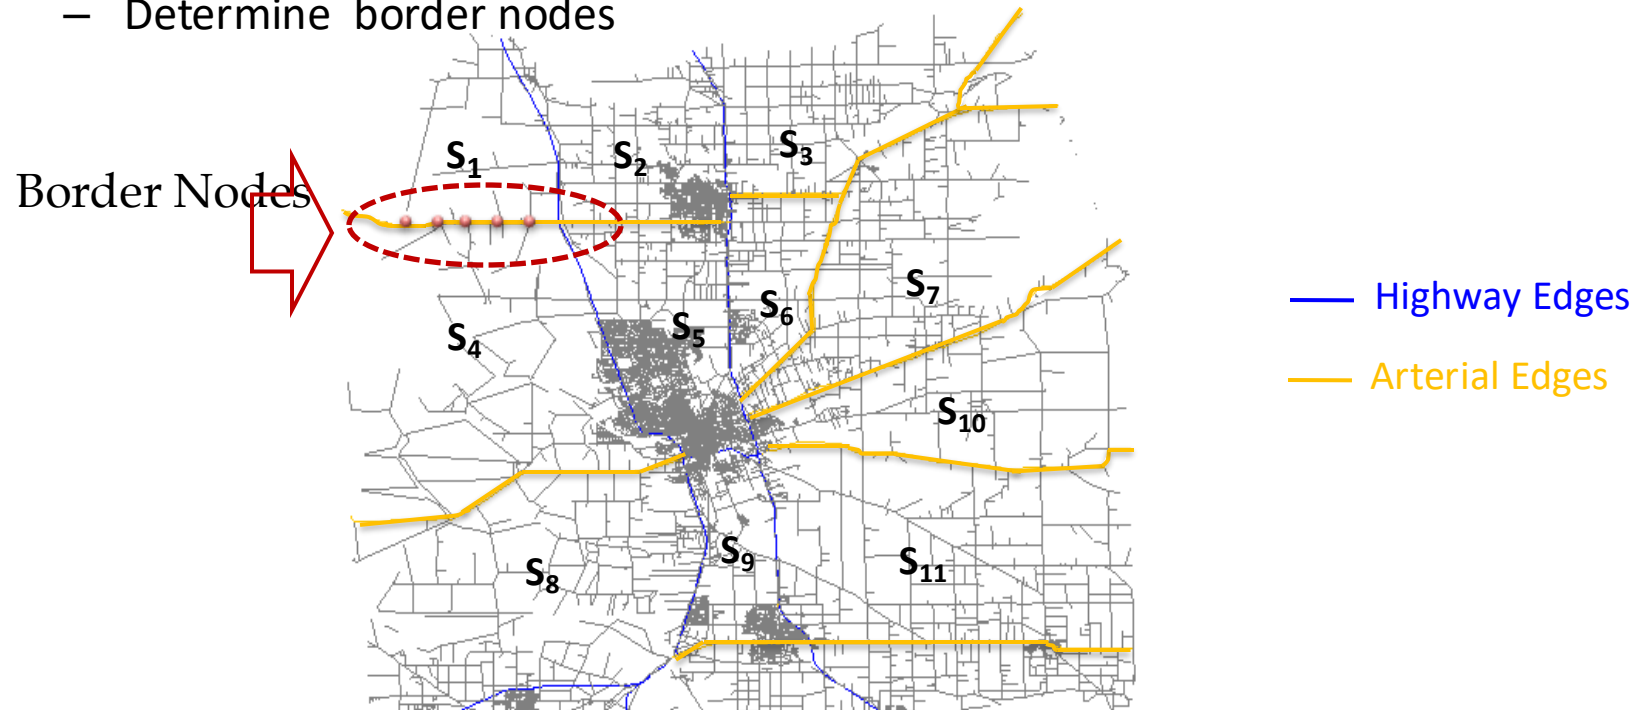 – Determine border nodes
S1
S2
S3
Border Nodes
S4
S5
S6
S7
Highway Edges
Arterial Edges
S10
S8
S9
S11